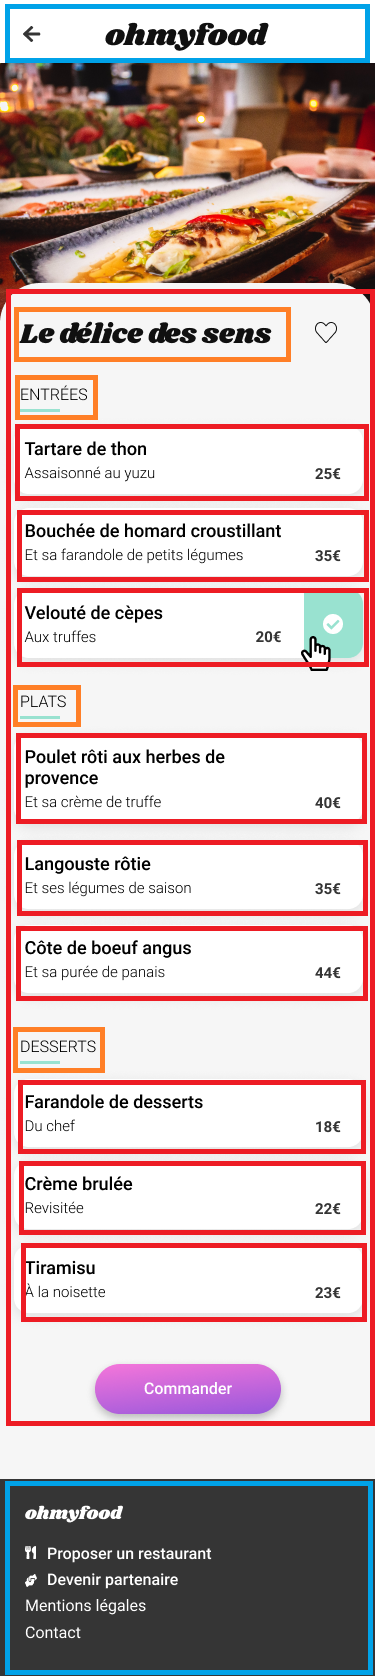 ohmyfood
Le délice des sens
ENTRÉES
Tartare de thon
Assaisonné au yuzu 25€
Bouchée de homard croustillant
Et sa farandole de petits légumes 35€
Velouté de cèpes
Aux truffes 20€
PLATS
Poulet rôti aux herbes de
provence
Et sa crème de truffe 40€
Langouste rôtie
Et ses légumes de saison 35€
Côte de boeuf angus
Et sa purée de panais 44€
DESSERTS
Farandole de desserts
Du chef 18€
Crème brulée
Revisitée 22€
Tiramisu
À la noisette 23€
Commander
ohmyfood
Proposer un restaurant
Devenir partenaire
Mentions légales
Contact